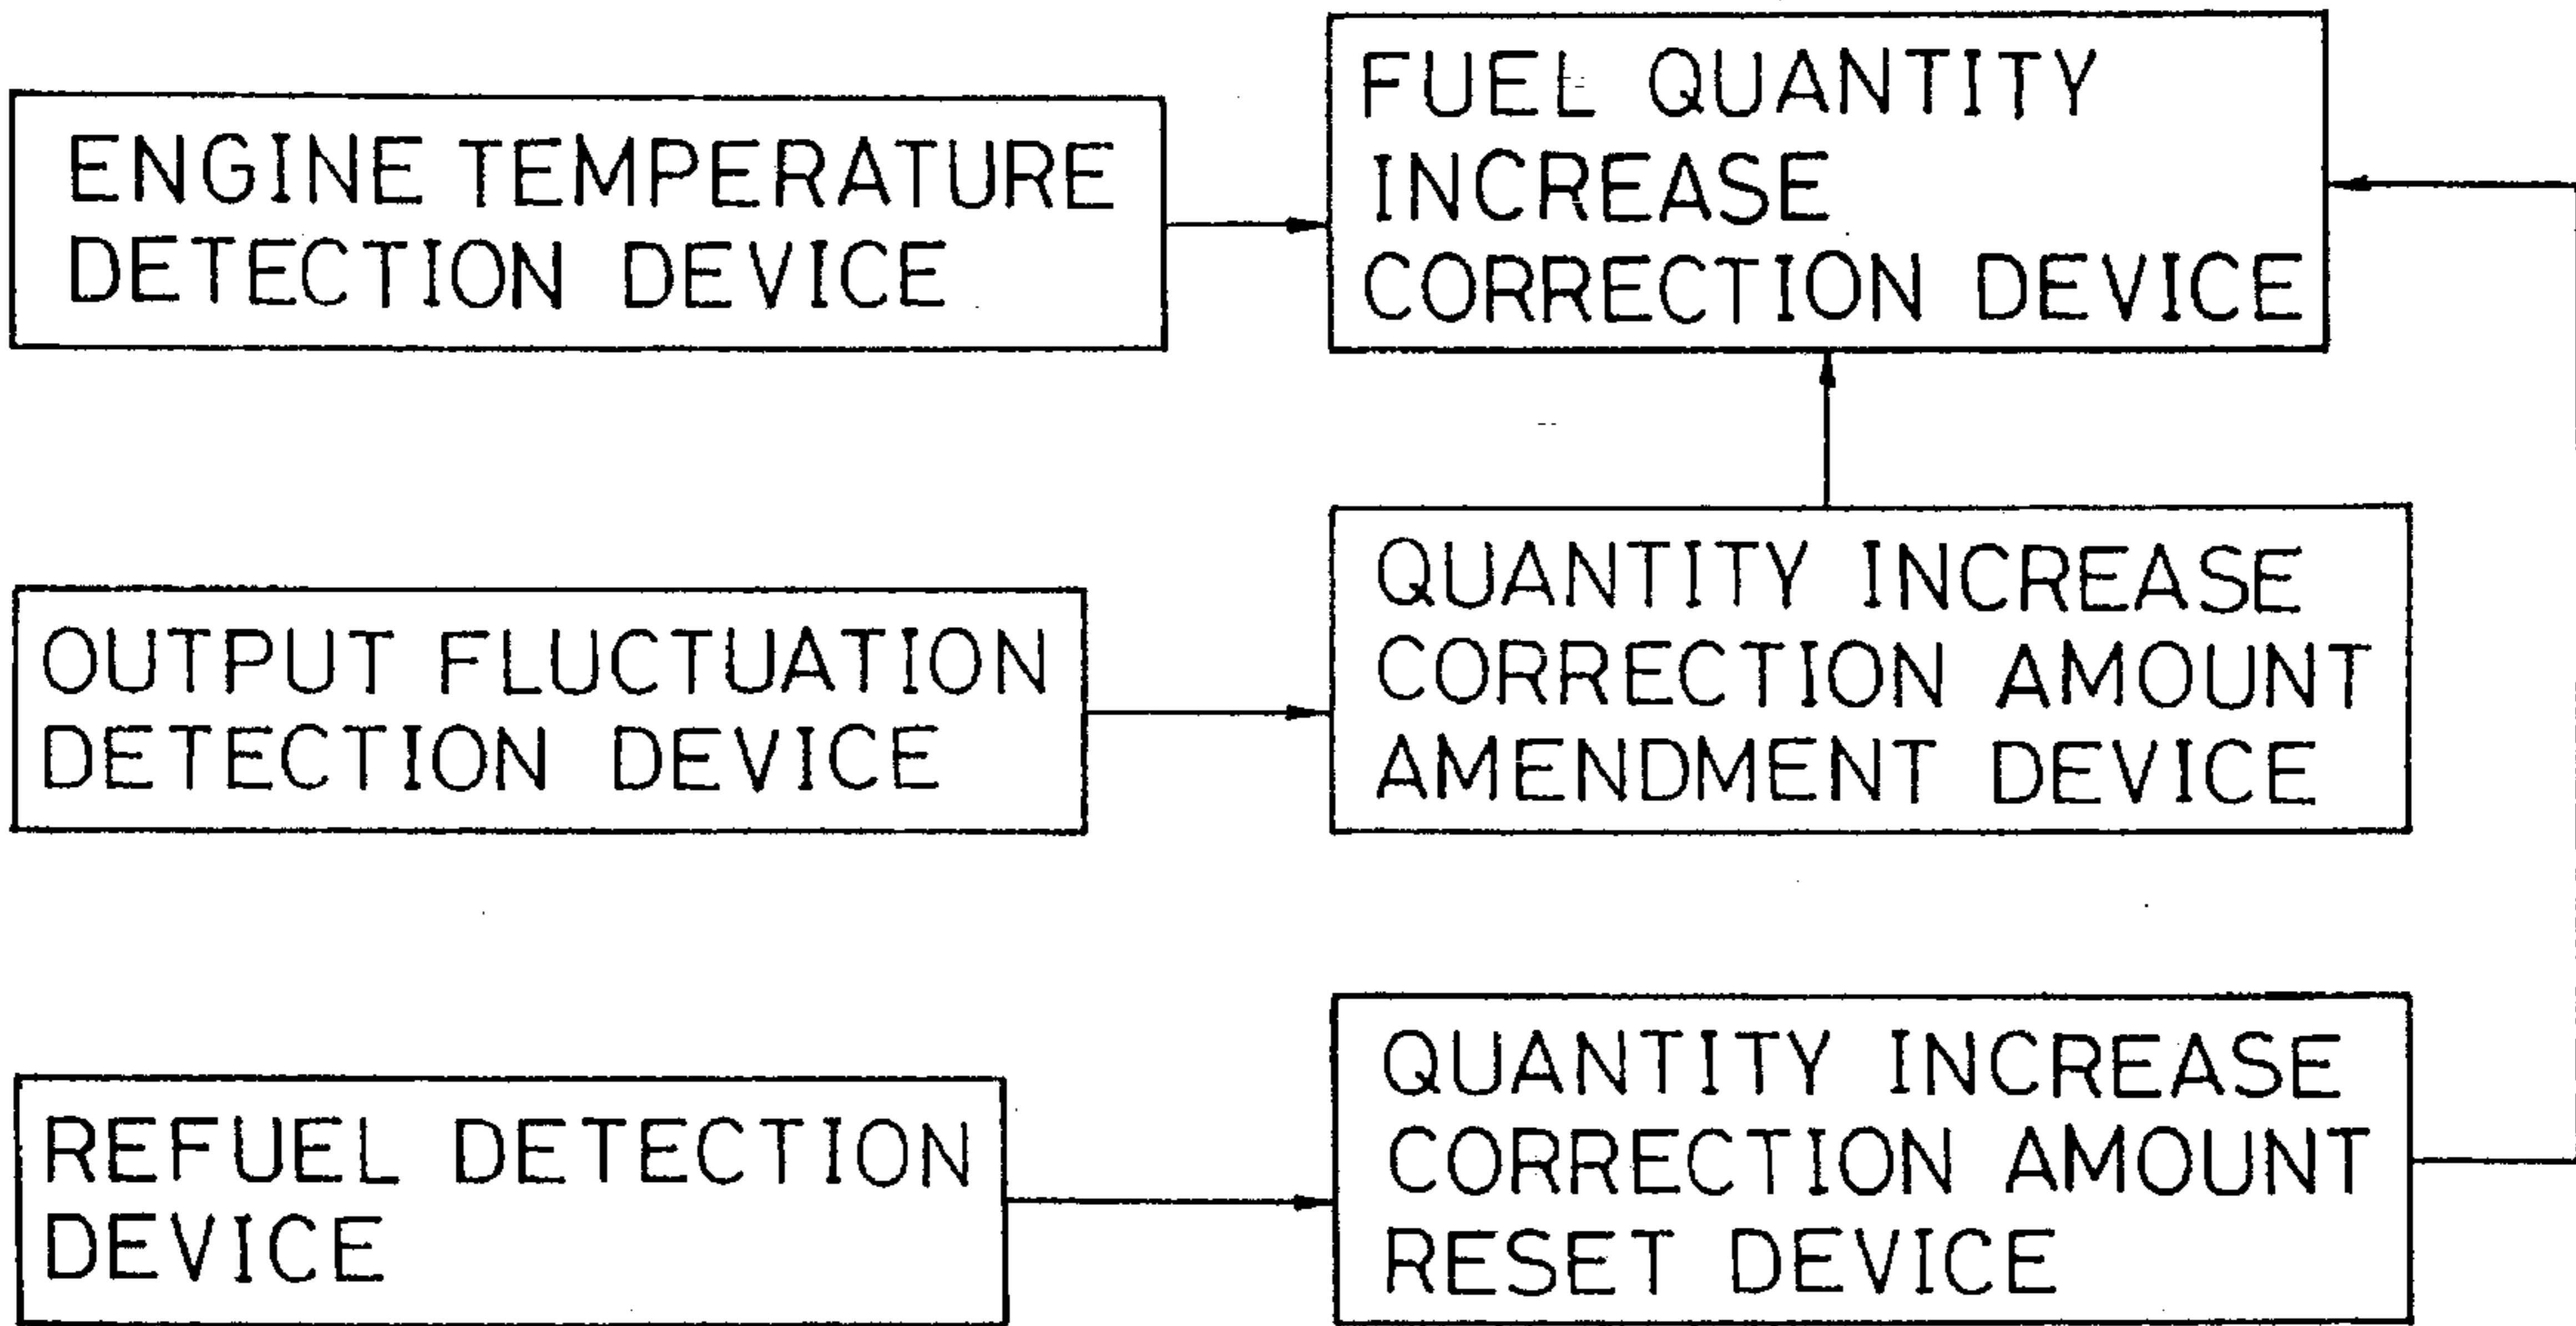 ENGINE TEMPERATURE
DETECTION DEVICE
FUEL QUANTITY
INCREASE
CORRECTION DEVICE
OUTPUT FLUCTUATION
DETECTION DEVICE
QUANTITY INCREASE
CORRECTION AMOUNT
AMENDMENT DEVICE
REFUEL DETECTION
DEVICE
QUANTITY INCREASE
CORRECTION AMOUNT
RESET DEVICE